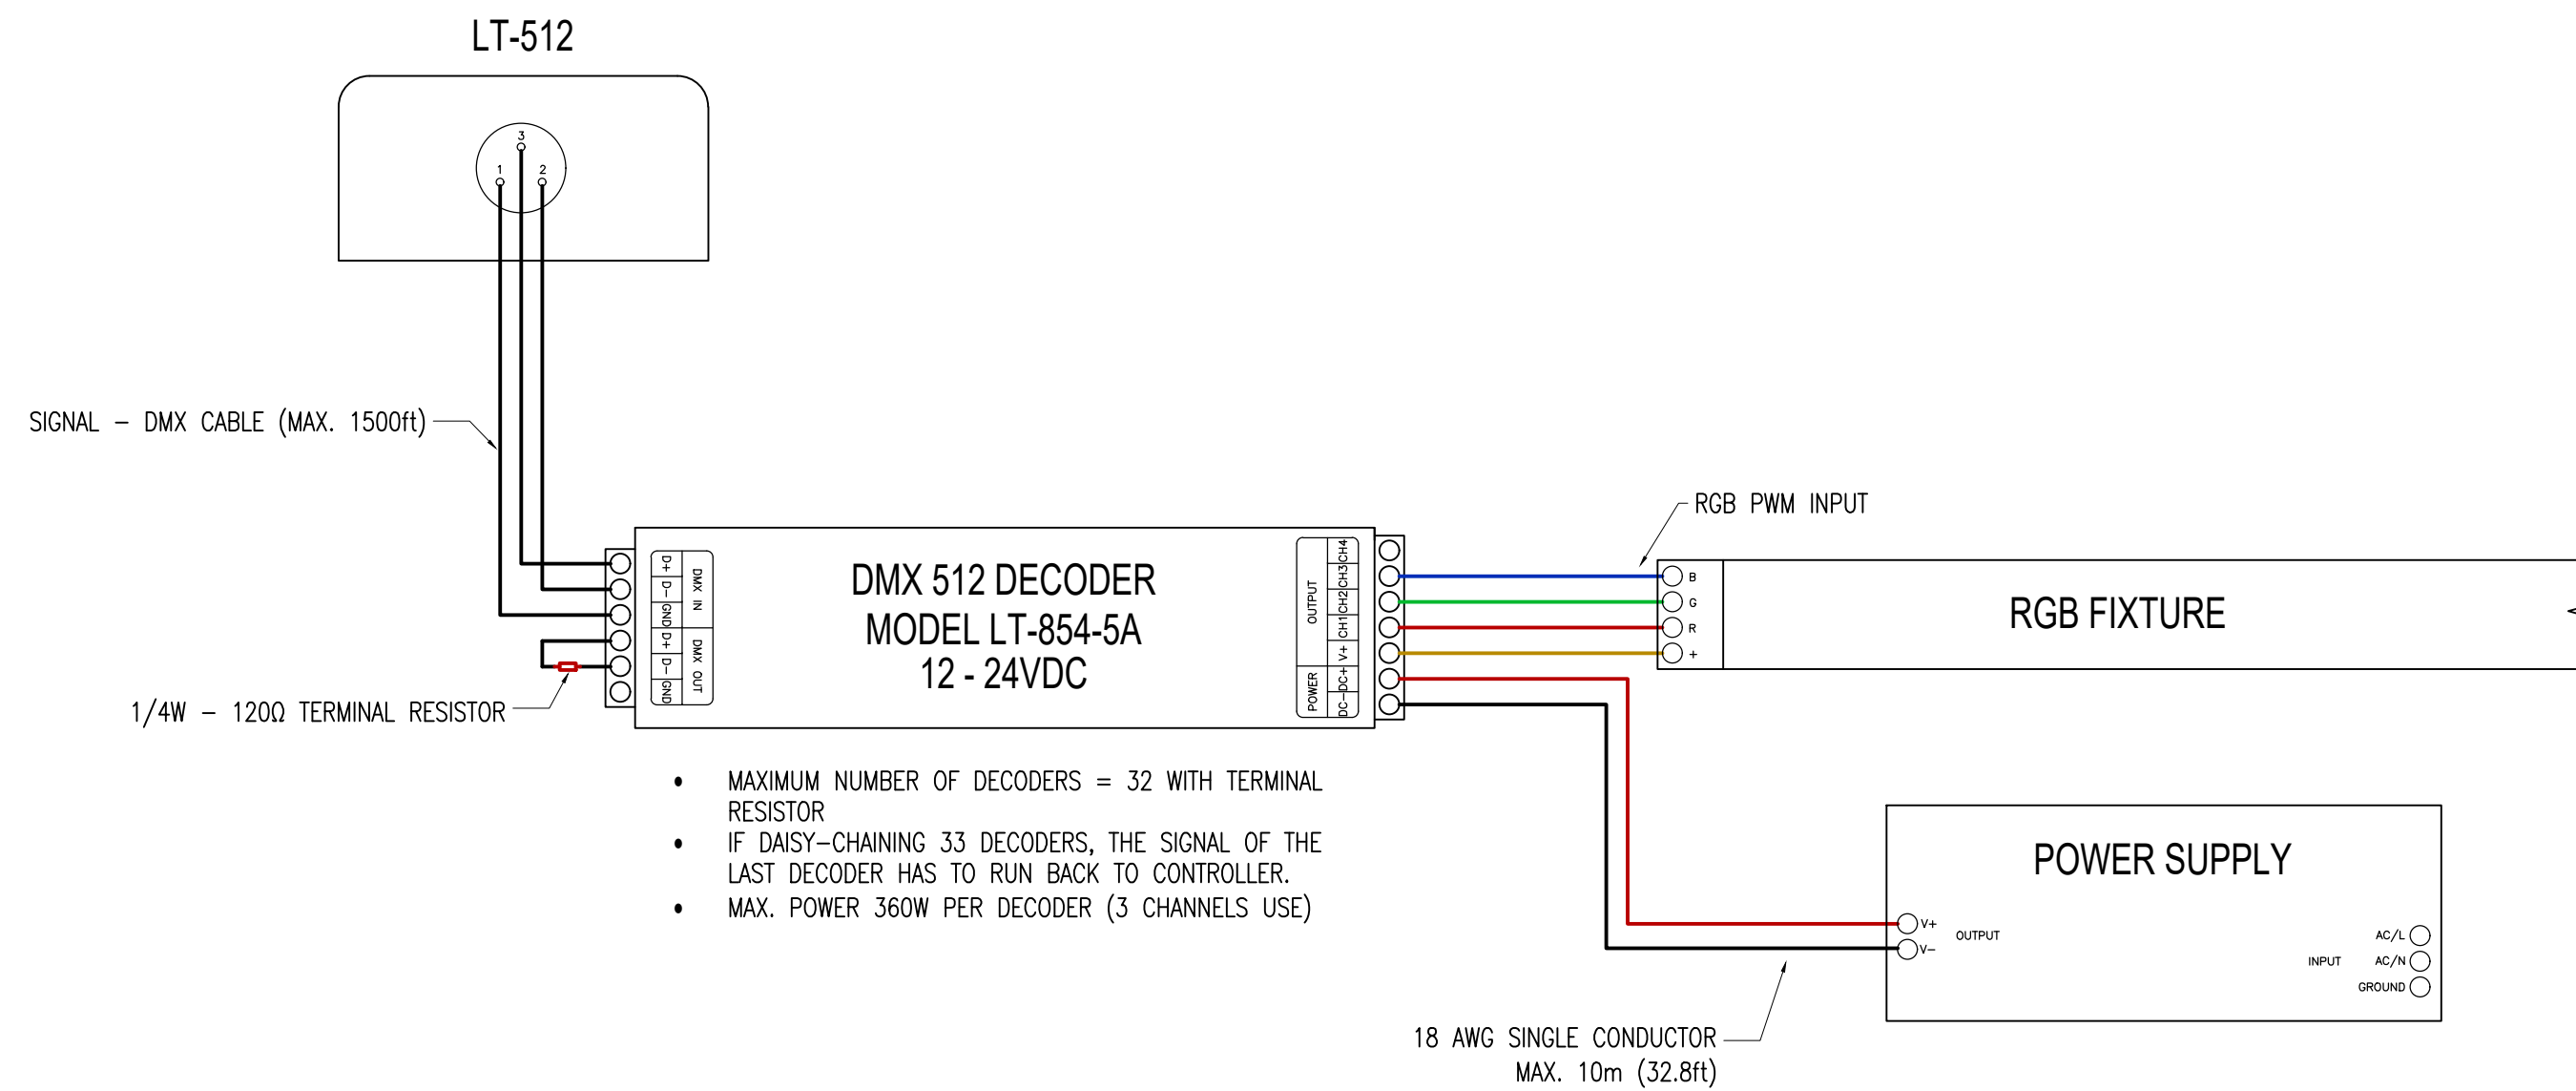 LT-512
3
1
2
SIGNAL – DMX CABLE (MAX. 1500ft)
RGB PWM INPUT
D+
D–
GND
DMX IN
D+
D–
GND
DMX OUT
DMX 512 DECODER
MODEL LT-854-5A
12 - 24VDC
OUTPUT
CH4
CH3
CH2
CH1
V+
POWER
DC+
DC–
B
G
R
+
RGB FIXTURE
1/4W – 120Ω TERMINAL RESISTOR
• MAXIMUM NUMBER OF DECODERS = 32 WITH TERMINAL
RESISTOR
• IF DAISY–CHAINING 33 DECODERS, THE SIGNAL OF THE
LAST DECODER HAS TO RUN BACK TO CONTROLLER.
• MAX. POWER 360W PER DECODER (3 CHANNELS USE)
POWER SUPPLY
V+
V–
OUTPUT
INPUT
AC/L
AC/N
GROUND
18 AWG SINGLE CONDUCTOR
MAX. 10m (32.8ft)